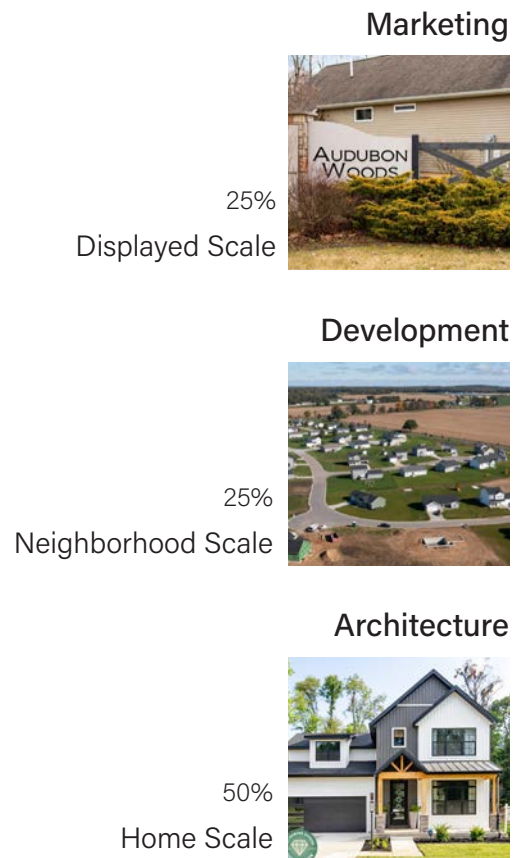 Marketing
AUDUBON
WOODS
25%
Displayed Scale
Development
25%
Neighborhood Scale
Architecture
50%
Home Scale